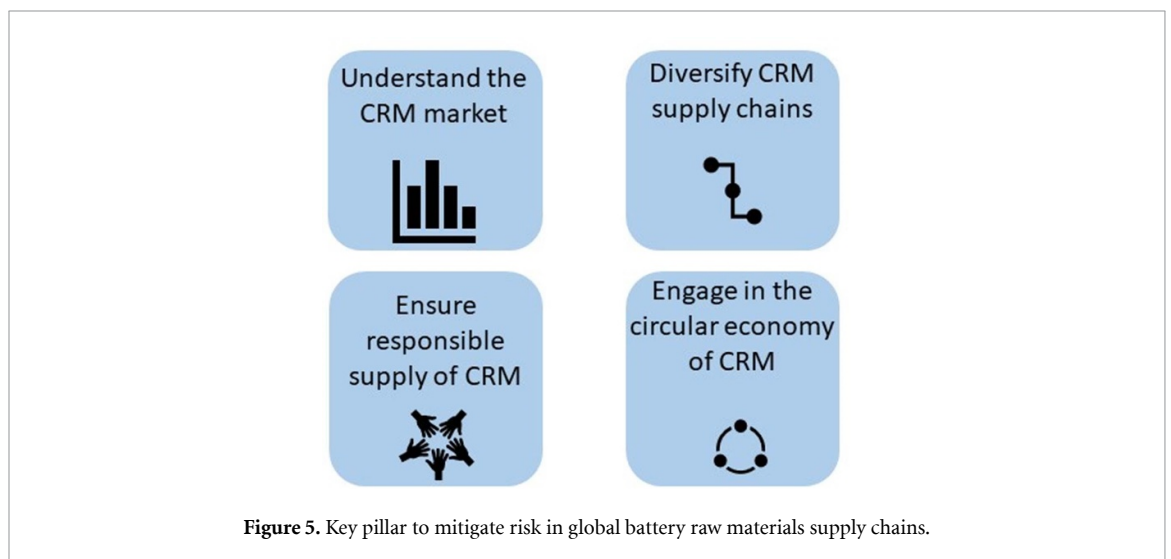 Understand the
CRM market
Diversify CRM
supply chains
Ensure
responsible
supply of CRM
Engage in the
circular economy
of CRM
Figure 5. Key pillar to mitigate risk in global battery raw materials supply chains.